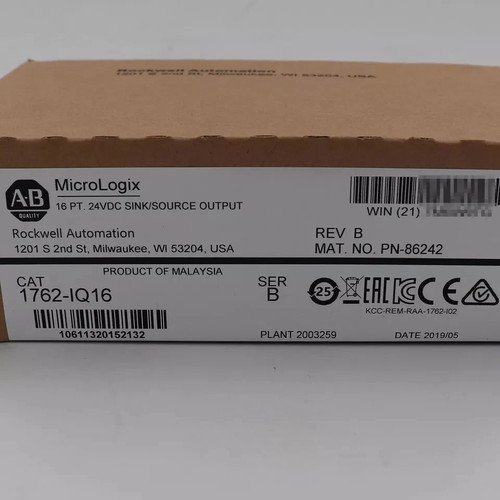 Rockwell Automation
1201 S 2nd St, Milwaukee, WI 53204, USA
A-B
QUALITY
MicroLogix
16 PT. 24VDC SINK/SOURCE OUTPUT
WIN (21)
Rockwell Automation
1201 S 2nd St, Milwaukee, WI 53204, USA
REV B
MAT. NO. PN-86242
PRODUCT OF MALAYSIA
CAT
1762-IQ16
SER
B
25
EAC
CE
KCC-REM-RAA-1762-I02
10611320152132
PLANT 2003259
DATE 2019/05